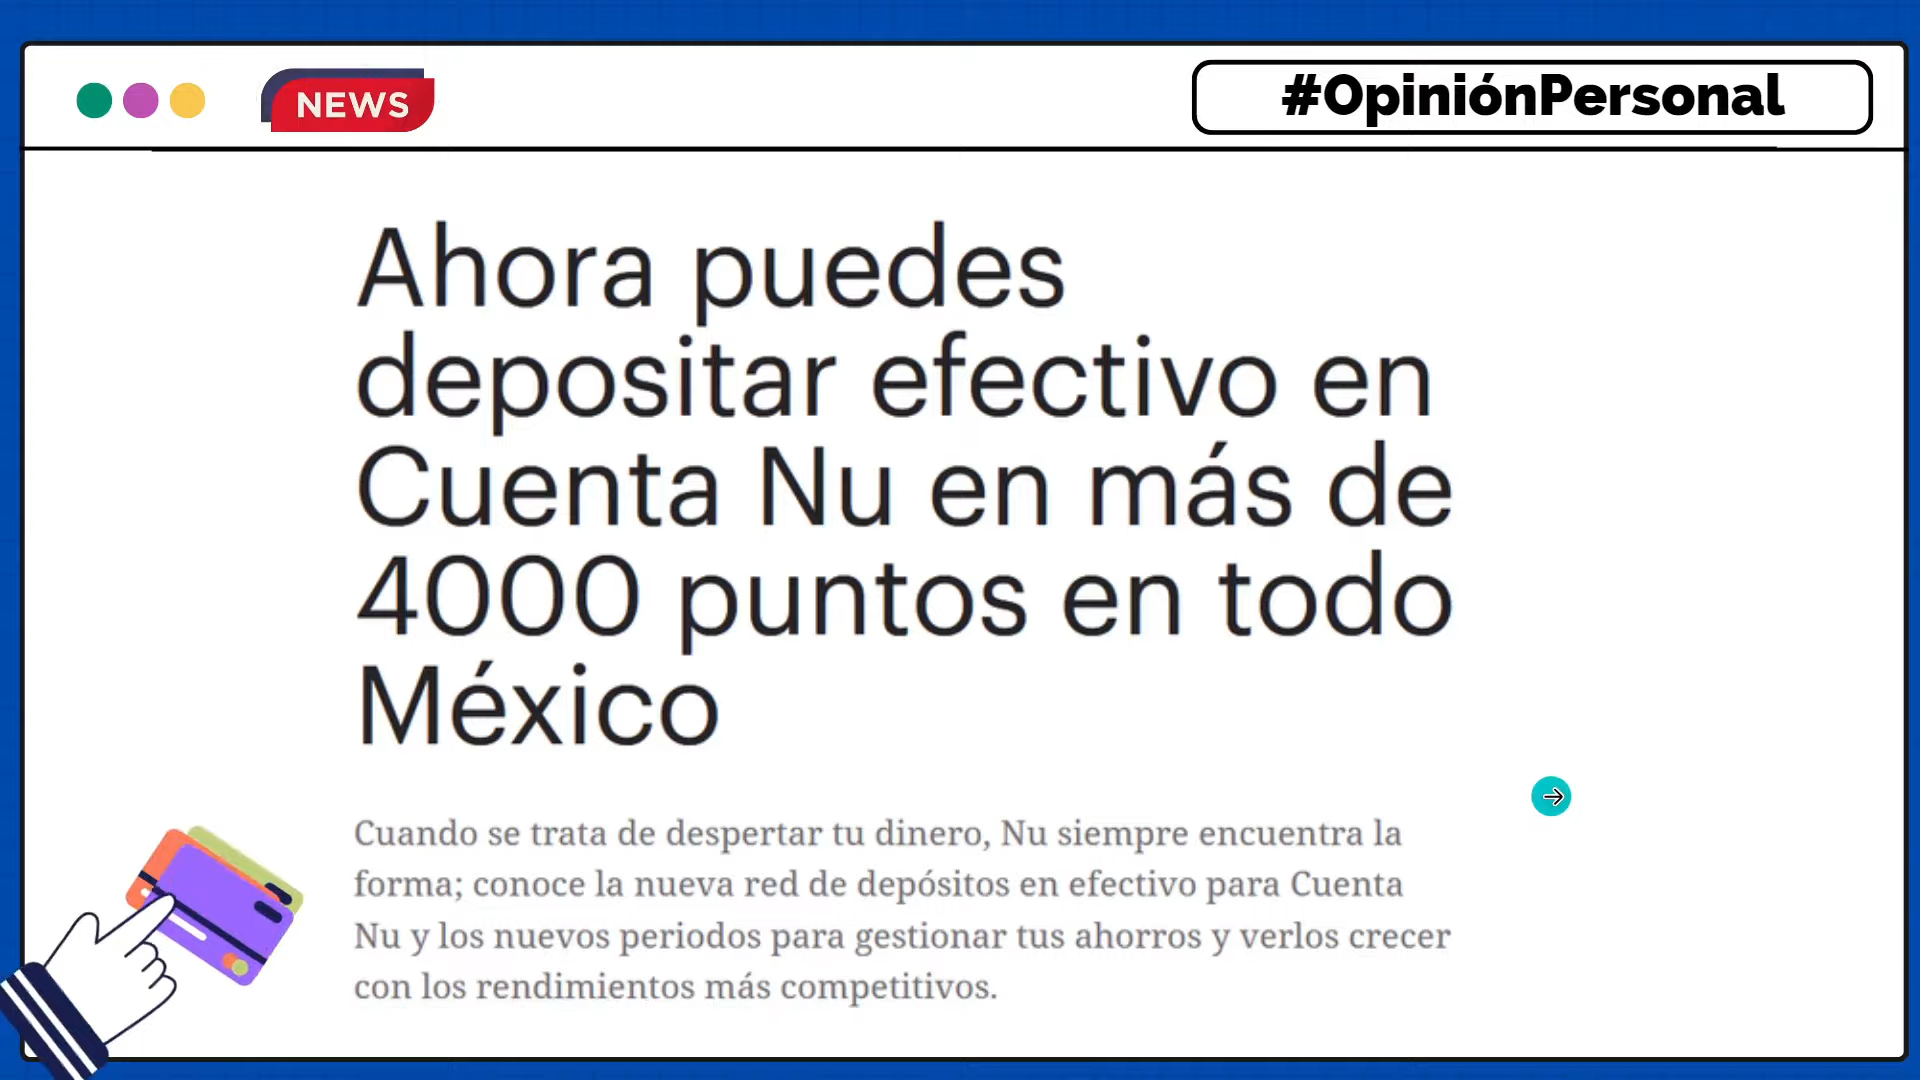 NEWS
#OpiniónPersonal
Ahora puedes
depositar efectivo en
Cuenta Nu en más de
4000 puntos en todo
México
Cuando se trata de despertar tu dinero, Nu siempre encuentra la
forma; conoce la nueva red de depósitos en efectivo para Cuenta
Nu y los nuevos periodos para gestionar tus ahorros y verlos crecer
con los rendimientos más competitivos.